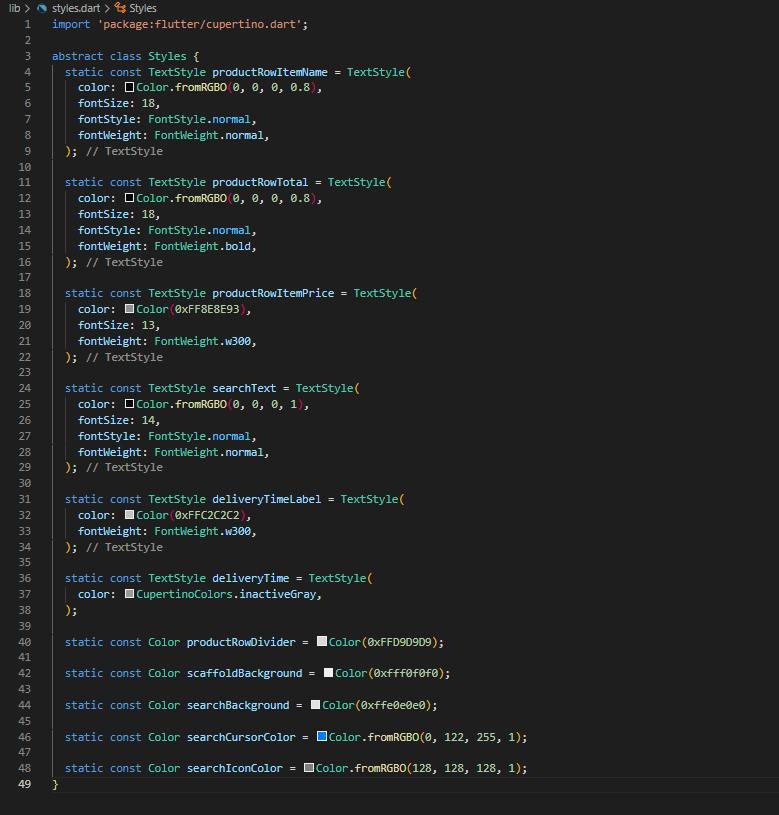 lib > styles.dart > Styles
1 import 'package:flutter/cupertino.dart';
2
3 abstract class Styles {
4   static const TextStyle productRowItemName = TextStyle(
5     color: Color.fromRGBO(0, 0, 0, 0.8),
6     fontSize: 18,
7     fontStyle: FontStyle.normal,
8     fontWeight: FontWeight.normal,
9   ); // TextStyle
10
11   static const TextStyle productRowTotal = TextStyle(
12     color: Color.fromRGBO(0, 0, 0, 0.8),
13     fontSize: 18,
14     fontStyle: FontStyle.normal,
15     fontWeight: FontWeight.bold,
16   ); // TextStyle
17
18   static const TextStyle productRowItemPrice = TextStyle(
19     color: Color(0xFF8E8E93),
20     fontSize: 13,
21     fontWeight: FontWeight.w300,
22   ); // TextStyle
23
24   static const TextStyle searchText = TextStyle(
25     color: Color.fromRGBO(0, 0, 0, 1),
26     fontSize: 14,
27     fontStyle: FontStyle.normal,
28     fontWeight: FontWeight.normal,
29   ); // TextStyle
30
31   static const TextStyle deliveryTimeLabel = TextStyle(
32     color: Color(0xFFC2C2C2),
33     fontWeight: FontWeight.w300,
34   ); // TextStyle
35
36   static const TextStyle deliveryTime = TextStyle(
37     color: CupertinoColors.inactiveGray,
38   );
39
40   static const Color productRowDivider = Color(0xFFD9D9D9);
41
42   static const Color scaffoldBackground = Color(0xfff0f0f0);
43
44   static const Color searchBackground = Color(0xffe0e0e0);
45
46   static const Color searchCursorColor = Color.fromRGBO(0, 122, 255, 1);
47
48   static const Color searchIconColor = Color.fromRGBO(128, 128, 128, 1);
49 }